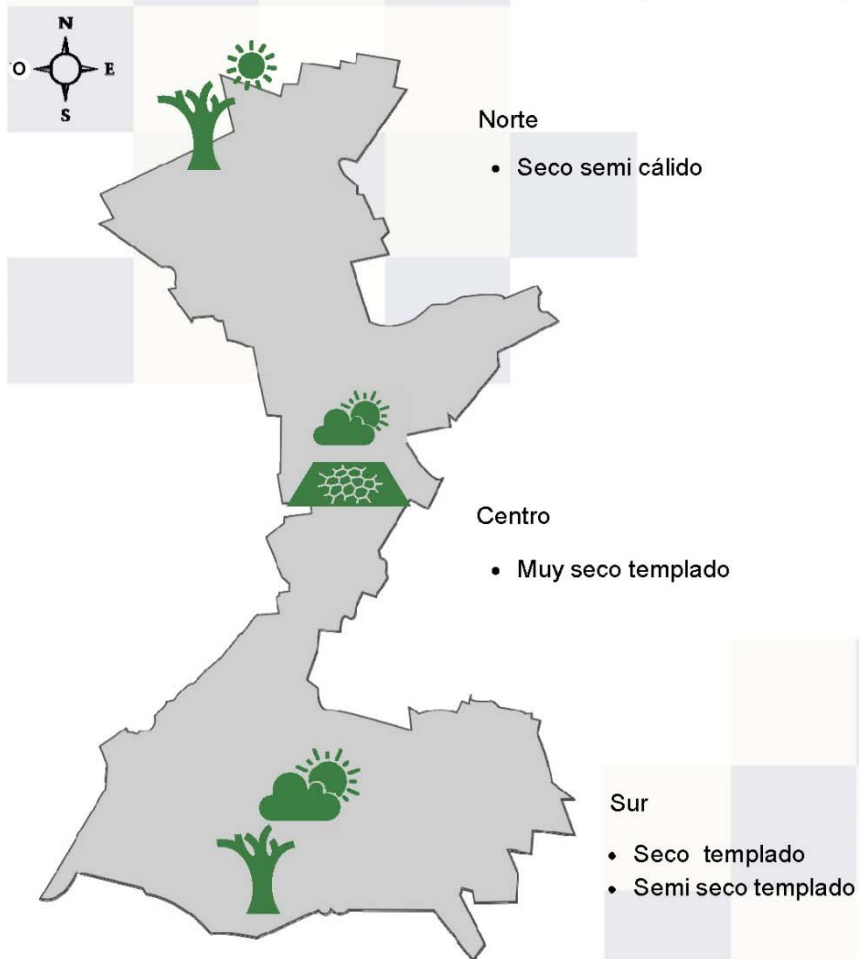 N
O E
S
Norte
• Seco semi cálido
Centro
• Muy seco templado
Sur
• Seco templado
• Semi seco templado